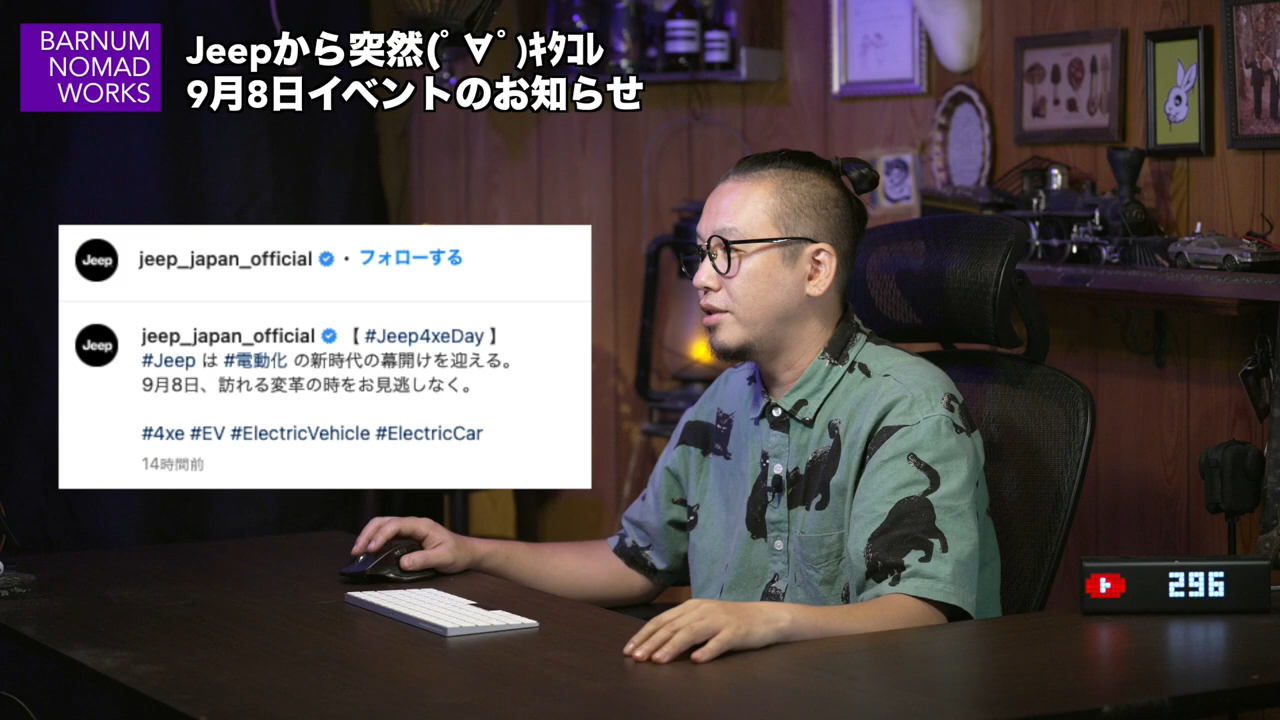 BARNUM
NOMAD
WORKS
Jeepから突然(ﾟ∀ﾟ)ｷﾀｺﾚ
9月8日イベントのお知らせ
Jeep
jeep_japan_official • フォローする
Jeep
jeep_japan_official 【 #Jeep4xeDay 】
#Jeep は #電動化 の新時代の幕開けを迎える。
9月8日、訪れる変革の時をお見逃しなく。
#4xe #EV #ElectricVehicle #ElectricCar
14時間前
296